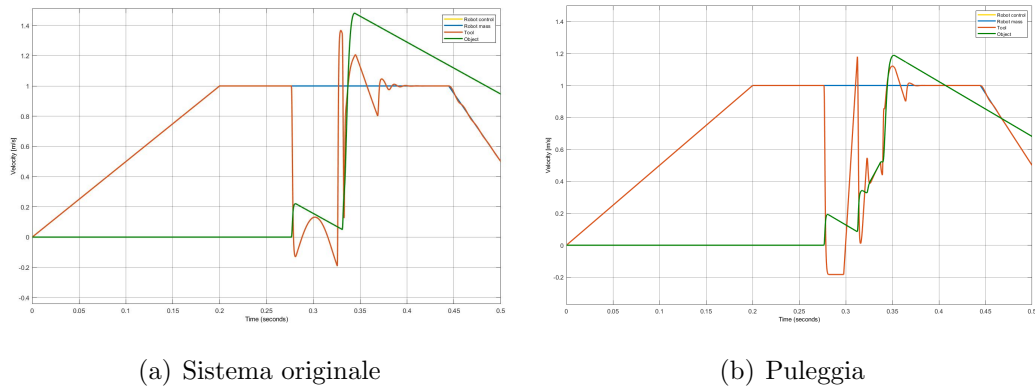 Robot control
Robot mass
Tool
Object
1.4
1.2
1
0.8
0.6
0.4
0.2
0
-0.2
-0.4
Velocity [m/s]
0 0.05 0.1 0.15 0.2 0.25 0.3 0.35 0.4 0.45 0.5
Time (seconds)
(a) Sistema originale
Robot control
Robot mass
Tool
Object
1.4
1.2
1
0.8
0.6
0.4
0.2
0
-0.2
Velocity [m/s]
0 0.05 0.1 0.15 0.2 0.25 0.3 0.35 0.4 0.45 0.5
Time (seconds)
(b) Puleggia